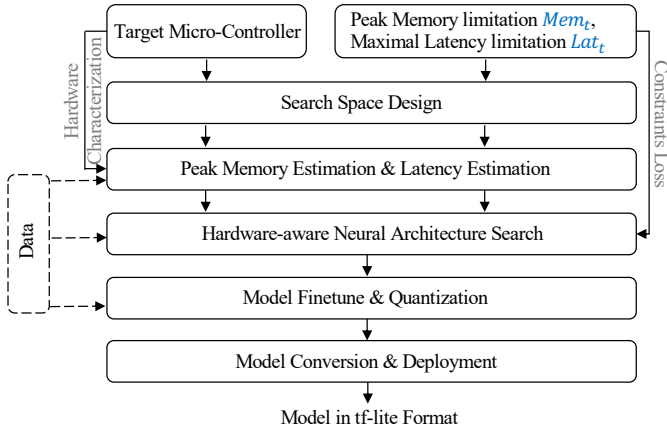 Target Micro-Controller
Peak Memory limitation Mem_t,
Maximal Latency limitation Lat_t
Hardware
Characterization
Constraints Loss
Search Space Design
Peak Memory Estimation & Latency Estimation
Data
Hardware-aware Neural Architecture Search
Model Finetune & Quantization
Model Conversion & Deployment
Model in tf-lite Format